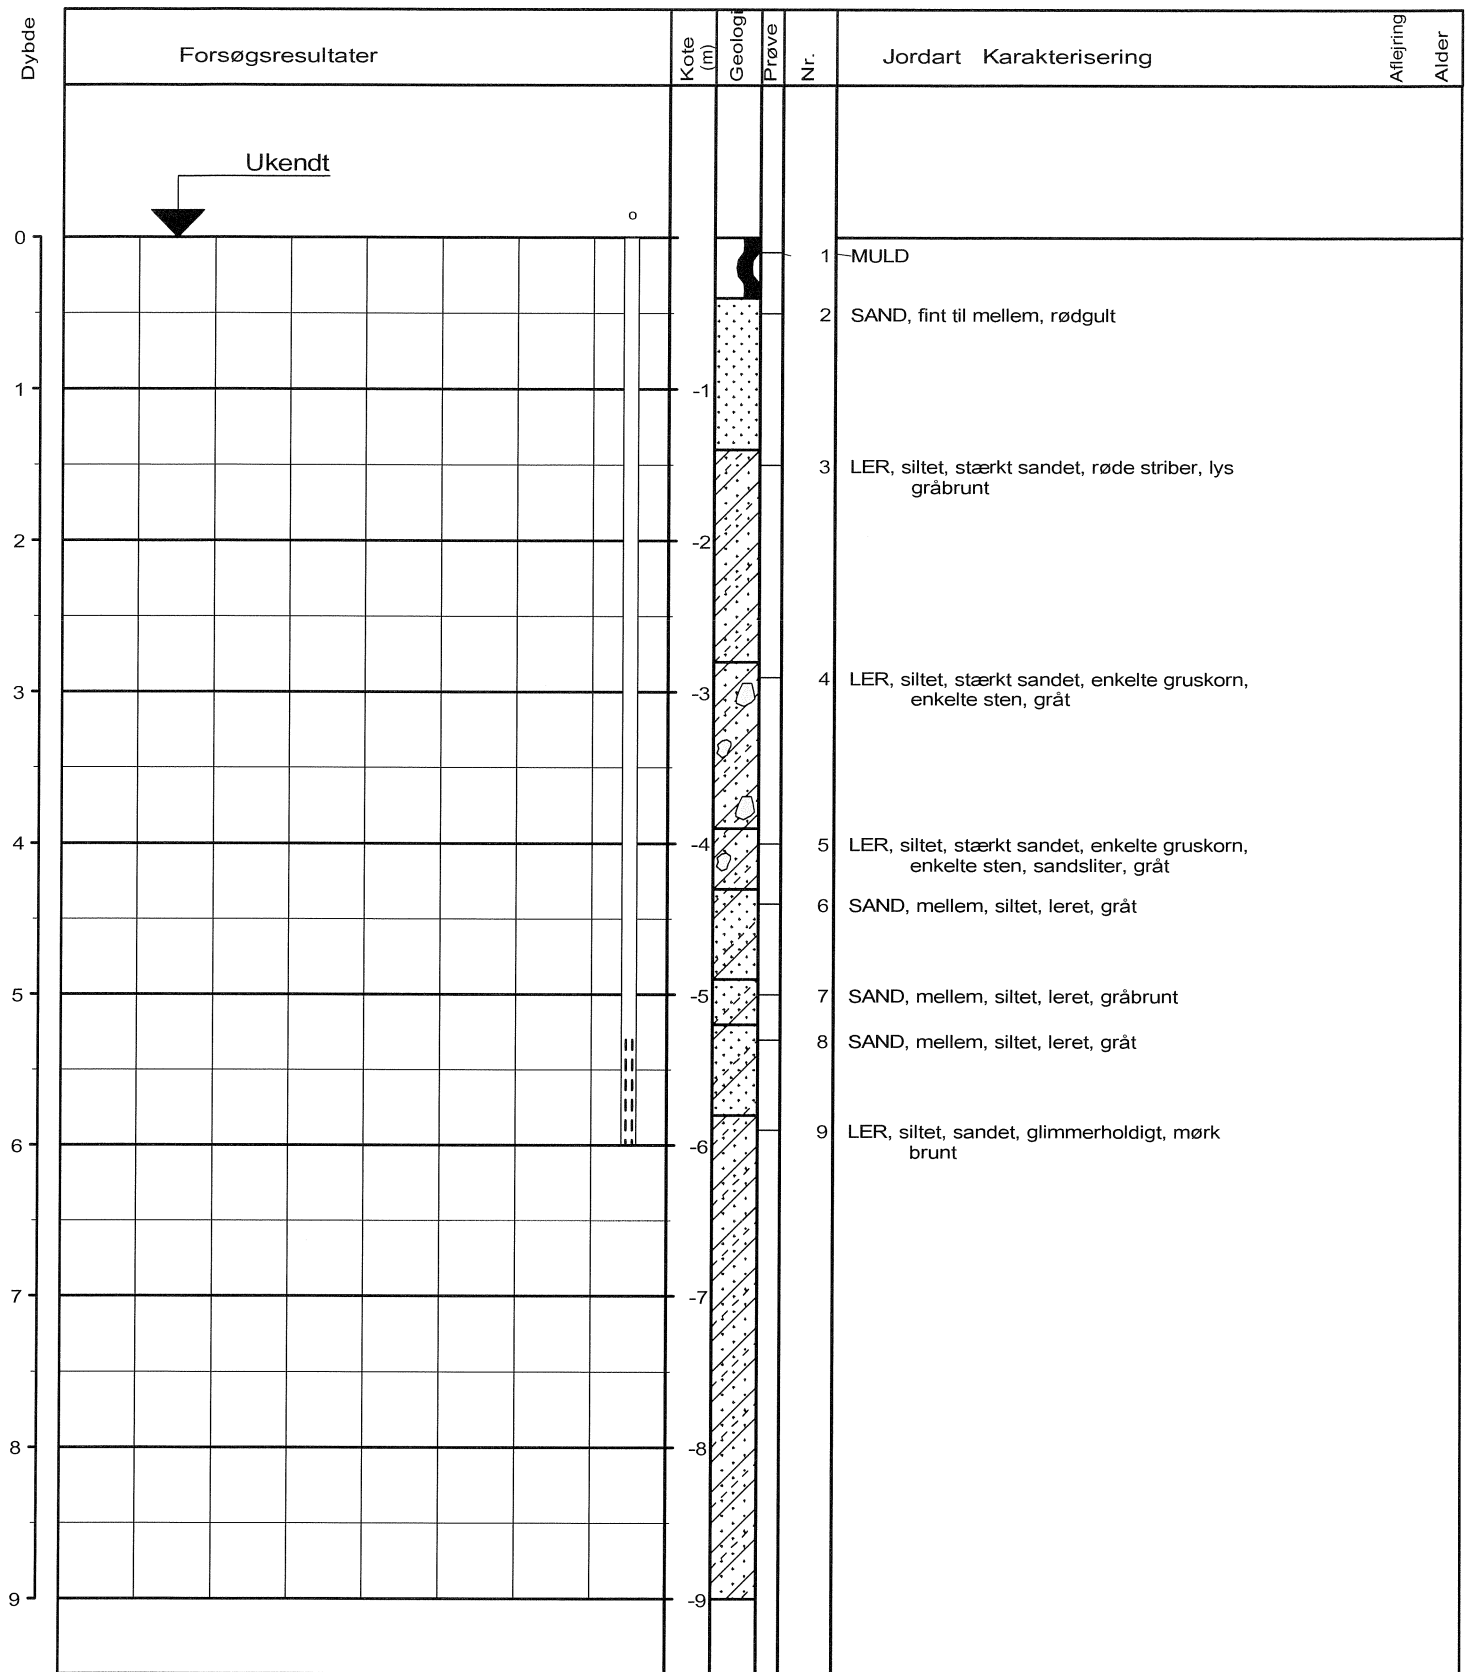 Dybde
Forsøgsresultater
Kote
(m)
Geologi
Prøve
Nr.
Jordart Karakterisering
Aflejring
Alder
Ukendt
o
0
1 MULD
2 SAND, fint til mellem, rødgult
1 -1
3 LER, siltet, stærkt sandet, røde striber, lys
gråbrunt
2 -2
4 LER, siltet, stærkt sandet, enkelte gruskorn,
enkelte sten, gråt
3 -3
4 -4 5 LER, siltet, stærkt sandet, enkelte gruskorn,
enkelte sten, sandsliter, gråt
6 SAND, mellem, siltet, leret, gråt
5 -5 7 SAND, mellem, siltet, leret, gråbrunt
8 SAND, mellem, siltet, leret, gråt
9 LER, siltet, sandet, glimmerholdigt, mørk
brunt
6 -6
7 -7
8 -8
9 -9